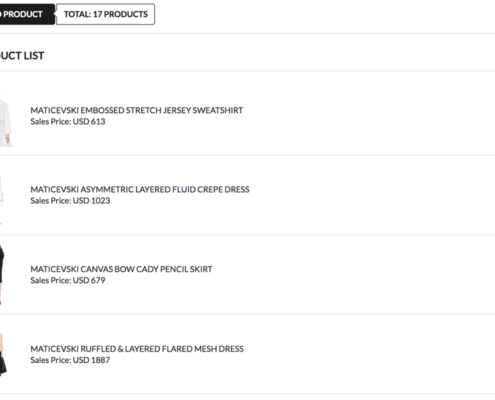 PRODUCT
TOTAL: 17 PRODUCTS
UCT LIST
MATICEVSKI EMBOSSED STRETCH JERSEY SWEATSHIRT
Sales Price: USD 613
MATICEVSKI ASYMMETRIC LAYERED FLUID CREPE DRESS
Sales Price: USD 1023
MATICEVSKI CANVAS BOW CADY PENCIL SKIRT
Sales Price: USD 679
MATICEVSKI RUFFLED & LAYERED FLARED MESH DRESS
Sales Price: USD 1887